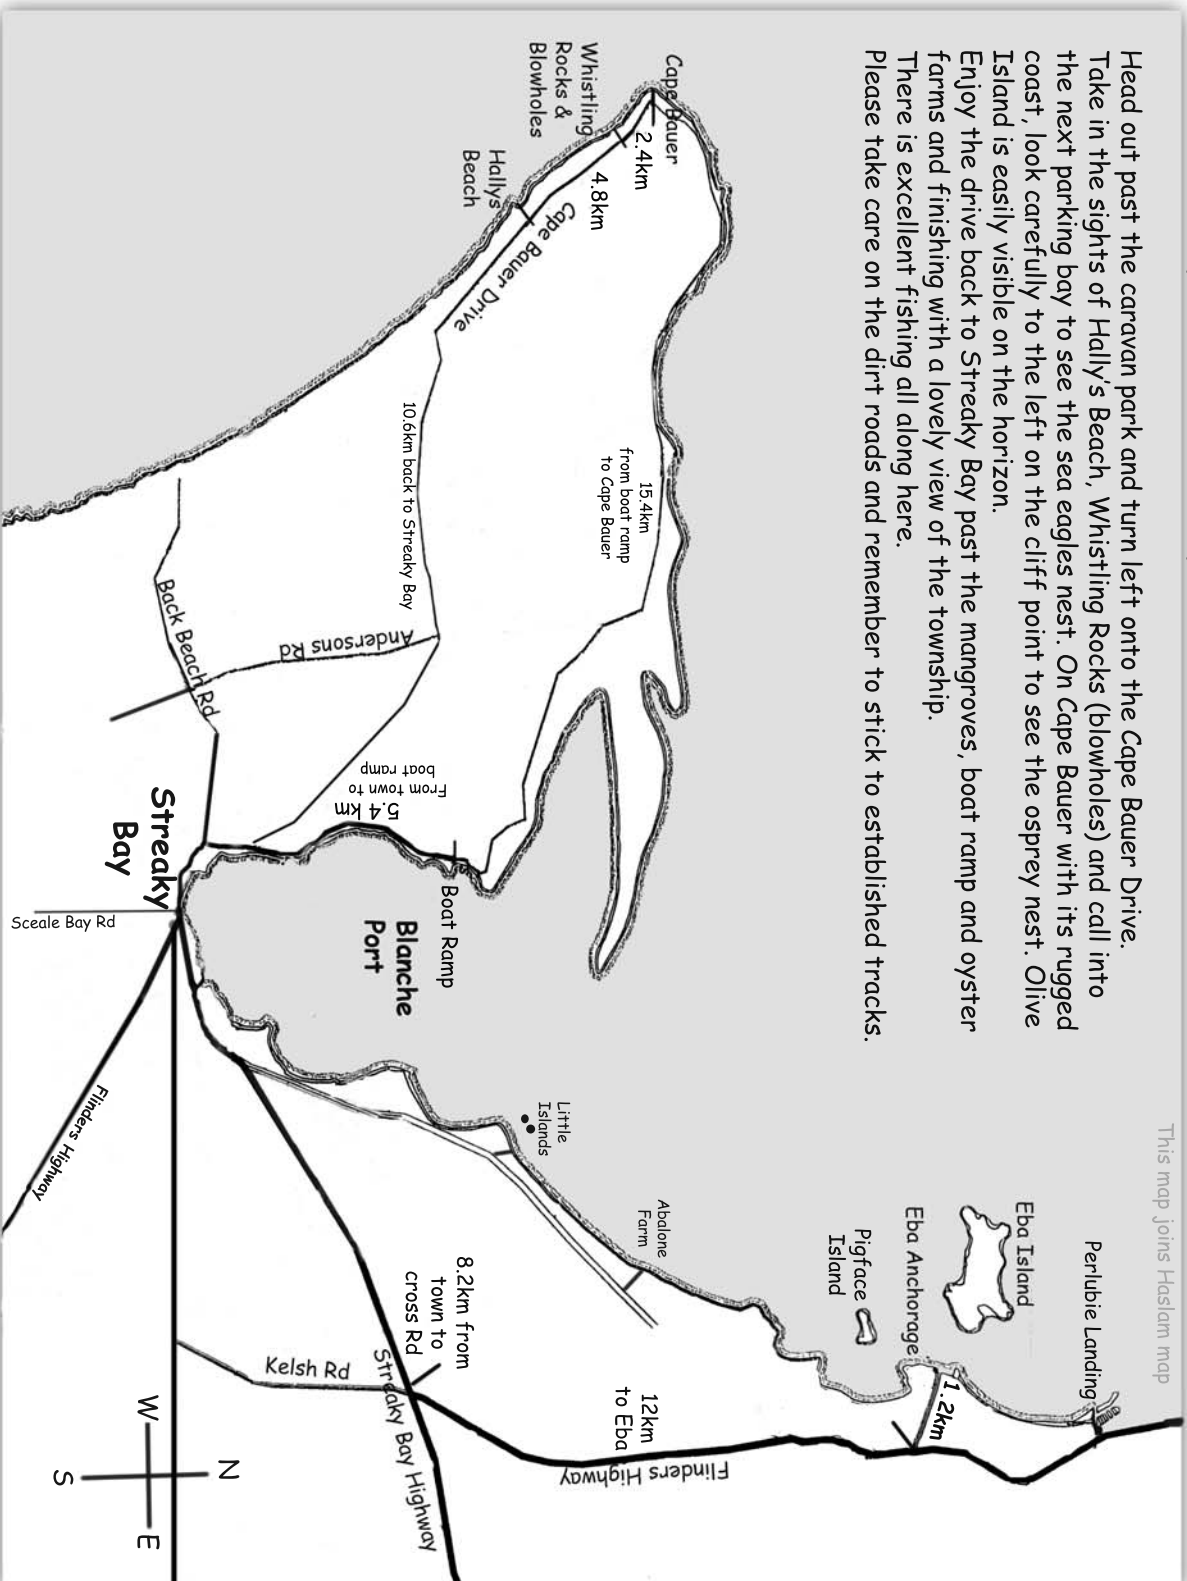 Head out past the caravan park and turn left onto the Cape Bauer Drive.
Take in the sights of Hally's Beach, Whistling Rocks (blowholes) and call into
the next parking bay to see the sea eagles nest. On Cape Bauer with its rugged
coast, look carefully to the left on the cliff point to see the osprey nest. Olive
Island is easily visible on the horizon.
Enjoy the drive back to Streaky Bay past the mangroves, boat ramp and oyster
farms and finishing with a lovely view of the township.
There is excellent fishing all along here.
Please take care on the dirt roads and remember to stick to established tracks.
This map joins Haslam map
Perlubie Landing
Eba Island
Eba Anchorage
1.2km
Pigface
Island
Cape Bauer
2.4km
4.8km
Whistling
Rocks &
Blowholes
Hallys
Beach
Cape Bauer Drive
15.4km
from boat ramp
to Cape Bauer
Abalone
Farm
12km
to Eba
Flinders Highway
Little
Islands
10.6km back to Streaky Bay
Andersons Rd
Back Beach Rd
5.4 km
From town to
boat ramp
Boat Ramp
Blanche
Port
8.2km from
town to
cross Rd
Streaky Bay Highway
Kelsh Rd
Streaky
Bay
Sceale Bay Rd
Flinders Highway
N
W
E
S